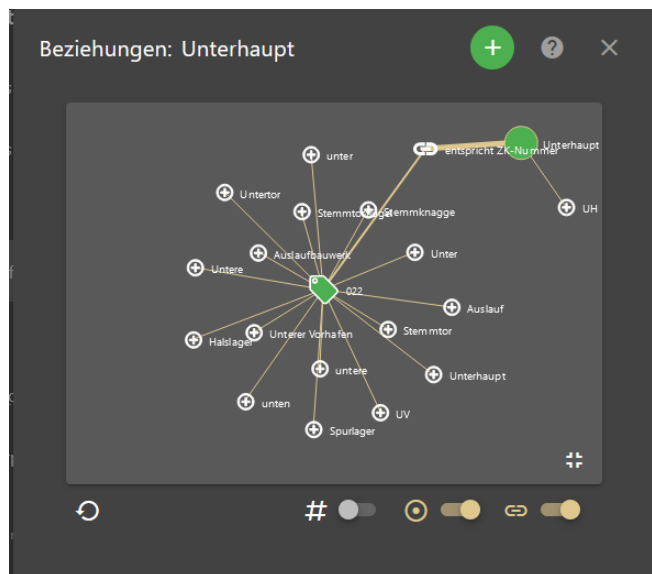 Beziehungen: Unterhaupt
entspricht ZK-Nummer
Unterhaupt
unter
Untertor
Stemmknagge
UH
Auslaufbauwerk
Unter
Untere
022
Auslauf
Stemmtor
Unterer Vorhafen
Halslager
untere
Unterhaupt
unten
UV
Spurlager
#